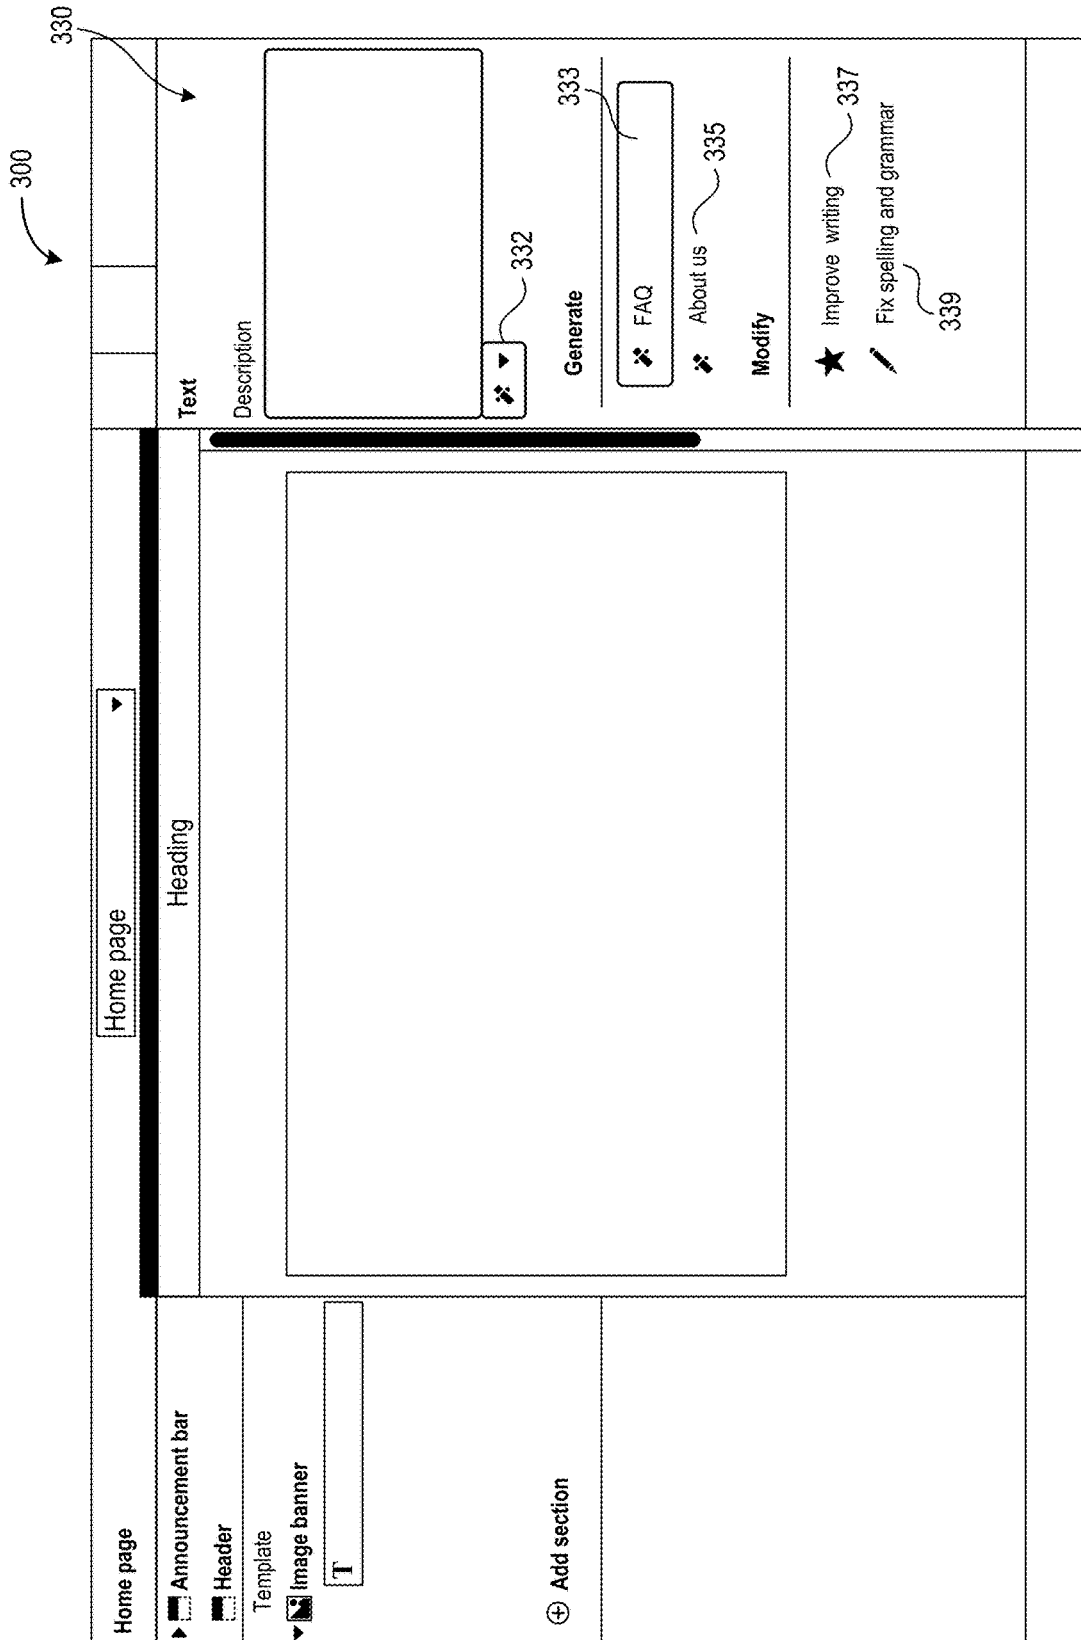 300
330
Home page
Home page
Announcement bar
Header
Template
Image banner
T
Add section
Heading
Text
Description
332
Generate
333
FAQ
About us
335
Modify
Improve writing
337
Fix spelling and grammar
339